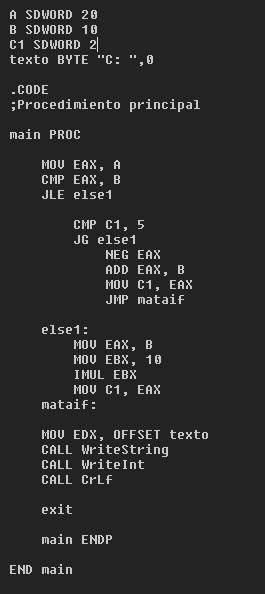 A SDWORD 20
B SDWORD 10
C1 SDWORD 2
texto BYTE "C: ",0
.CODE
;Procedimiento principal
main PROC
MOV EAX, A
CMP EAX, B
JLE else1
CMP C1, 5
JG else1
NEG EAX
ADD EAX, B
MOV C1, EAX
JMP mataif
else1:
MOV EAX, B
MOV EBX, 10
IMUL EBX
MOV C1, EAX
mataif:
MOV EDX, OFFSET texto
CALL WriteString
CALL WriteInt
CALL CrLf
exit
main ENDP
END main